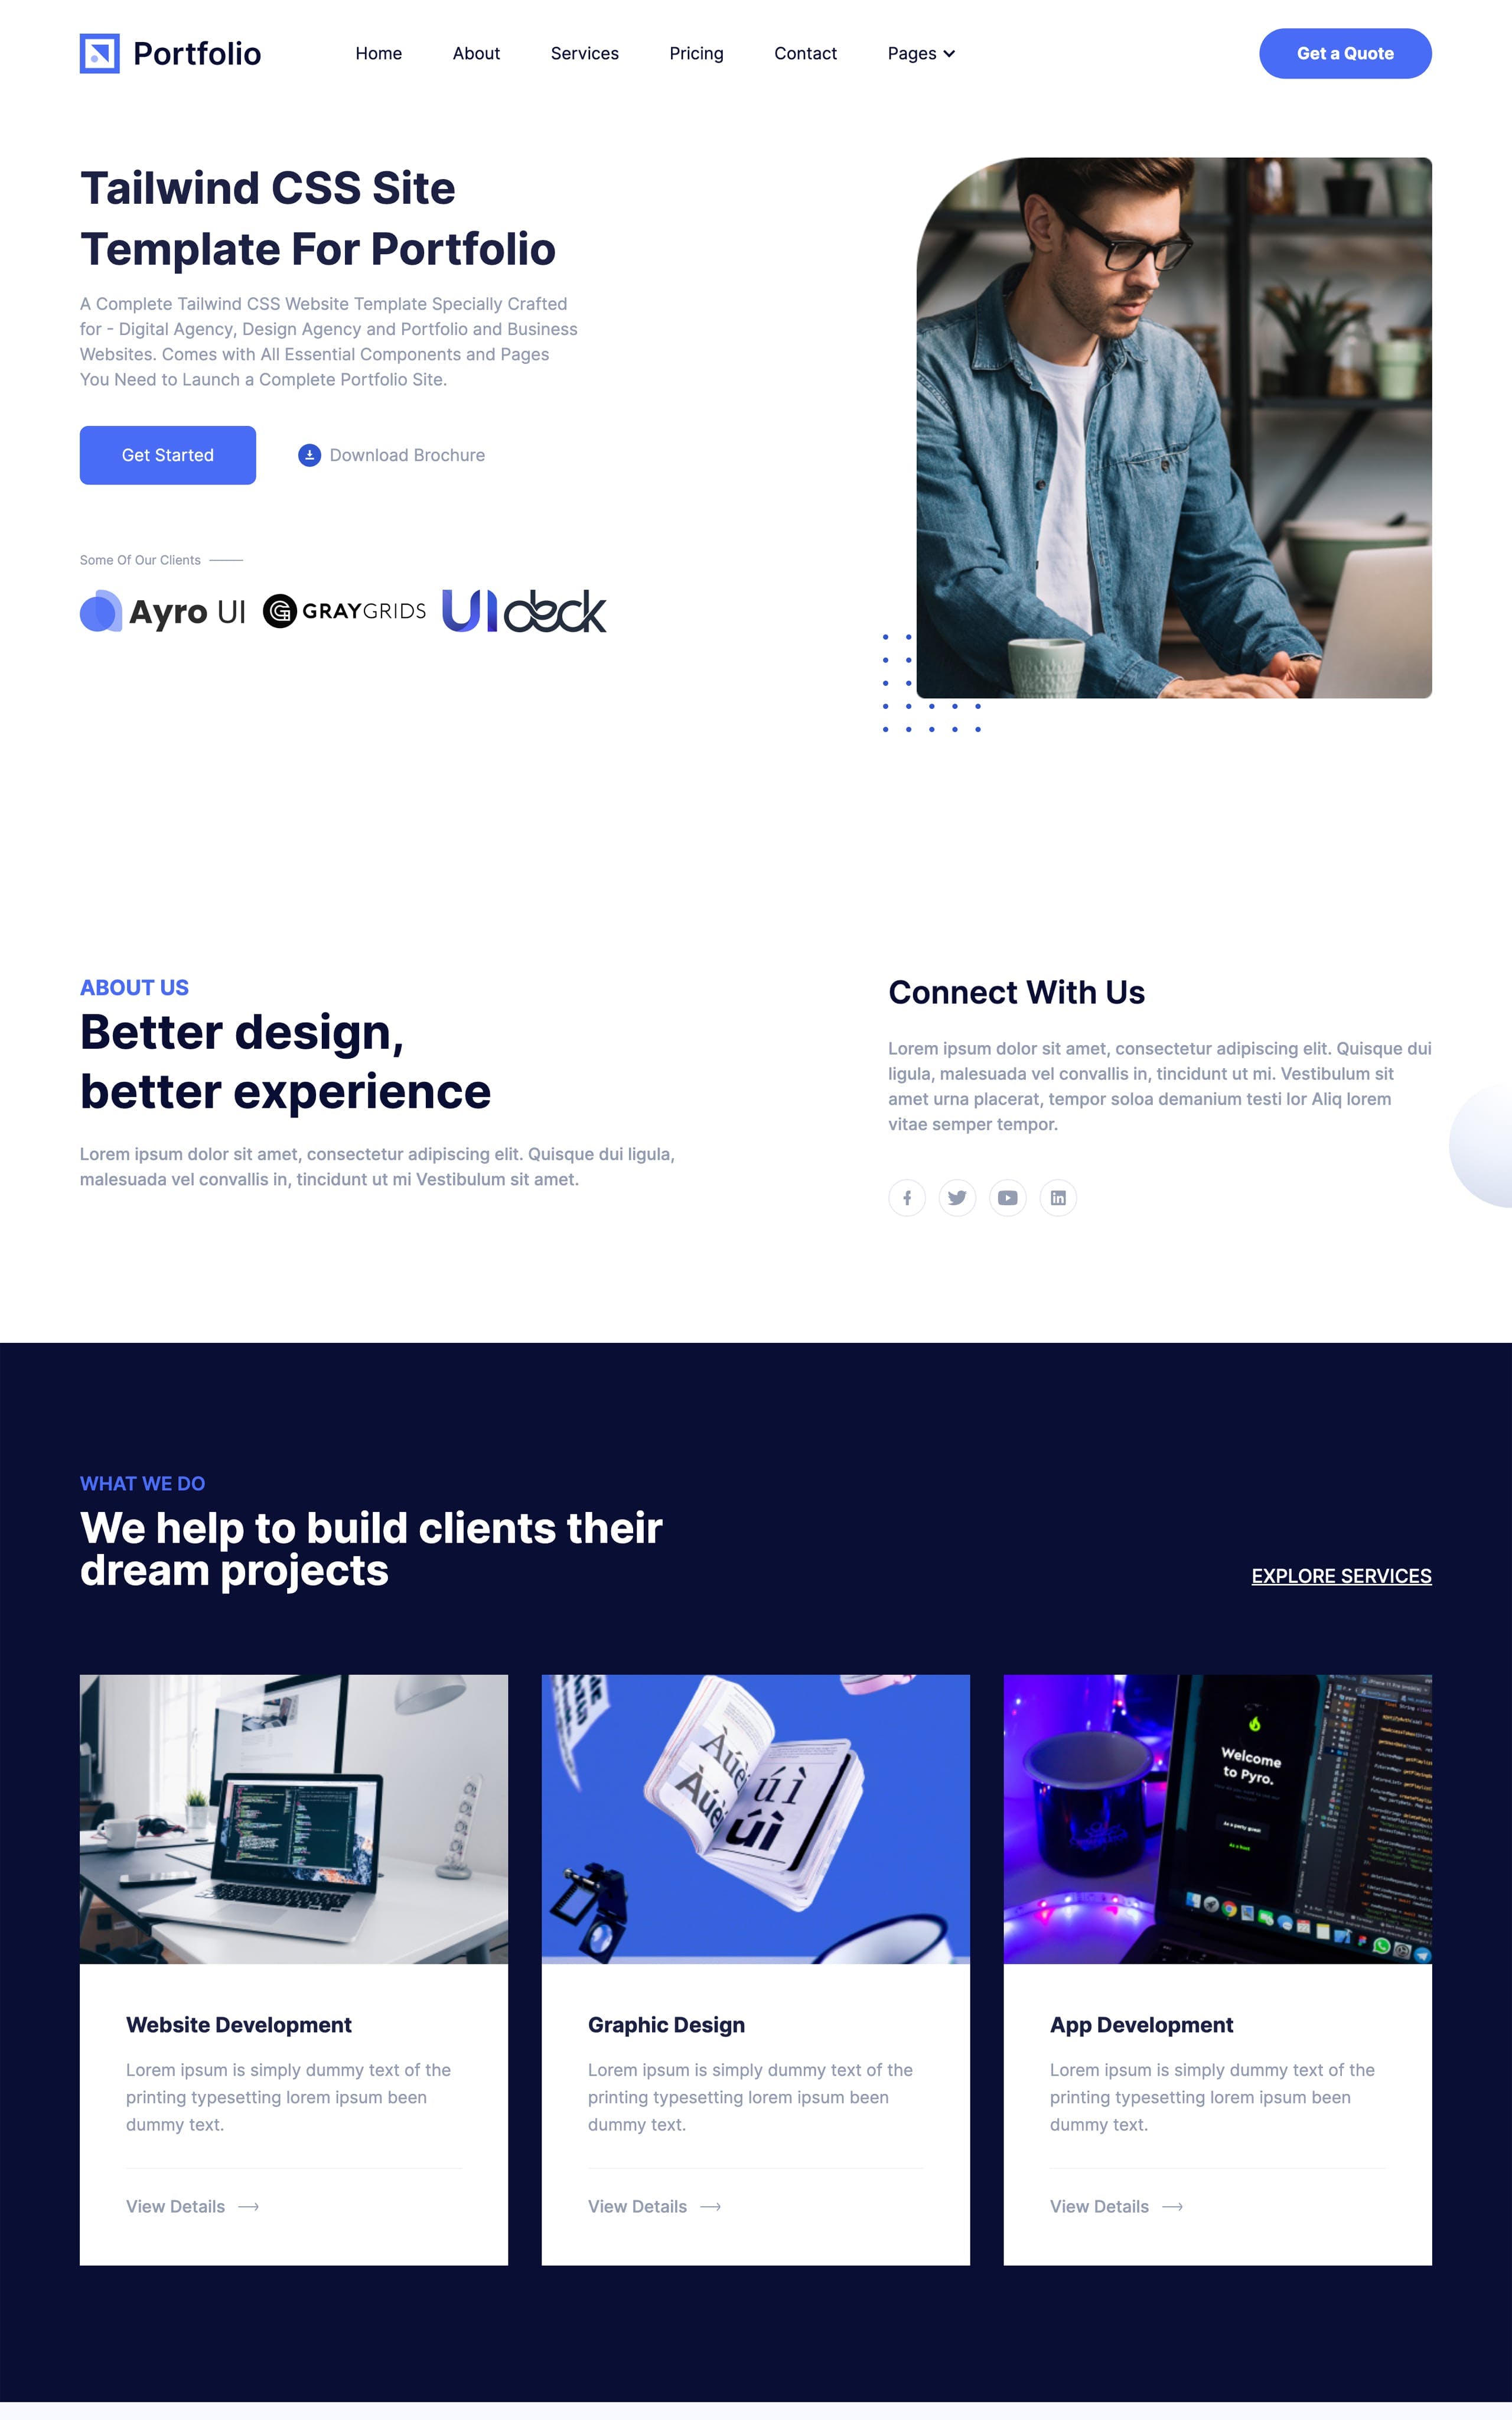 Portfolio
Home
About
Services
Pricing
Contact
Pages
Get a Quote
Tailwind CSS Site
Template For Portfolio
A Complete Tailwind CSS Website Template Specially Crafted
for - Digital Agency, Design Agency and Portfolio and Business
Websites. Comes with All Essential Components and Pages
You Need to Launch a Complete Portfolio Site.
Get Started
Download Brochure
Some Of Our Clients
Ayro UI
GRAYGRIDS
UIdeck
ABOUT US
Better design,
better experience
Lorem ipsum dolor sit amet, consectetur adipiscing elit. Quisque dui ligula,
malesuada vel convallis in, tincidunt ut mi Vestibulum sit amet.
Connect With Us
Lorem ipsum dolor sit amet, consectetur adipiscing elit. Quisque dui
ligula, malesuada vel convallis in, tincidunt ut mi. Vestibulum sit
amet urna placerat, tempor soloa demanium testi lor Aliq lorem
vitae semper tempor.
WHAT WE DO
We help to build clients their
dream projects
EXPLORE SERVICES
Àúeì
Àúeì
úì
úì
Welcome
to Pyro.
As a party guest
As a host
Website Development
Lorem ipsum is simply dummy text of the
printing typesetting lorem ipsum been
dummy text.
View Details
Graphic Design
Lorem ipsum is simply dummy text of the
printing typesetting lorem ipsum been
dummy text.
View Details
App Development
Lorem ipsum is simply dummy text of the
printing typesetting lorem ipsum been
dummy text.
View Details